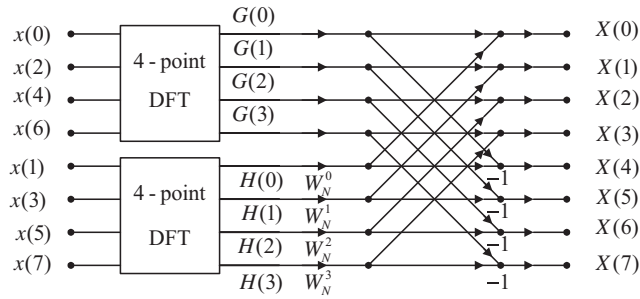 G(0)
x(0) X(0)
G(1)
x(2) 4 - point X(1)
G(2)
x(4) DFT X(2)
G(3)
x(6) X(3)
x(1) X(4)
4 - point H(0) W_N^0 −1
x(3) X(5)
H(1) W_N^1 −1
x(5) DFT X(6)
H(2) W_N^2 −1
x(7) X(7)
H(3) W_N^3 −1